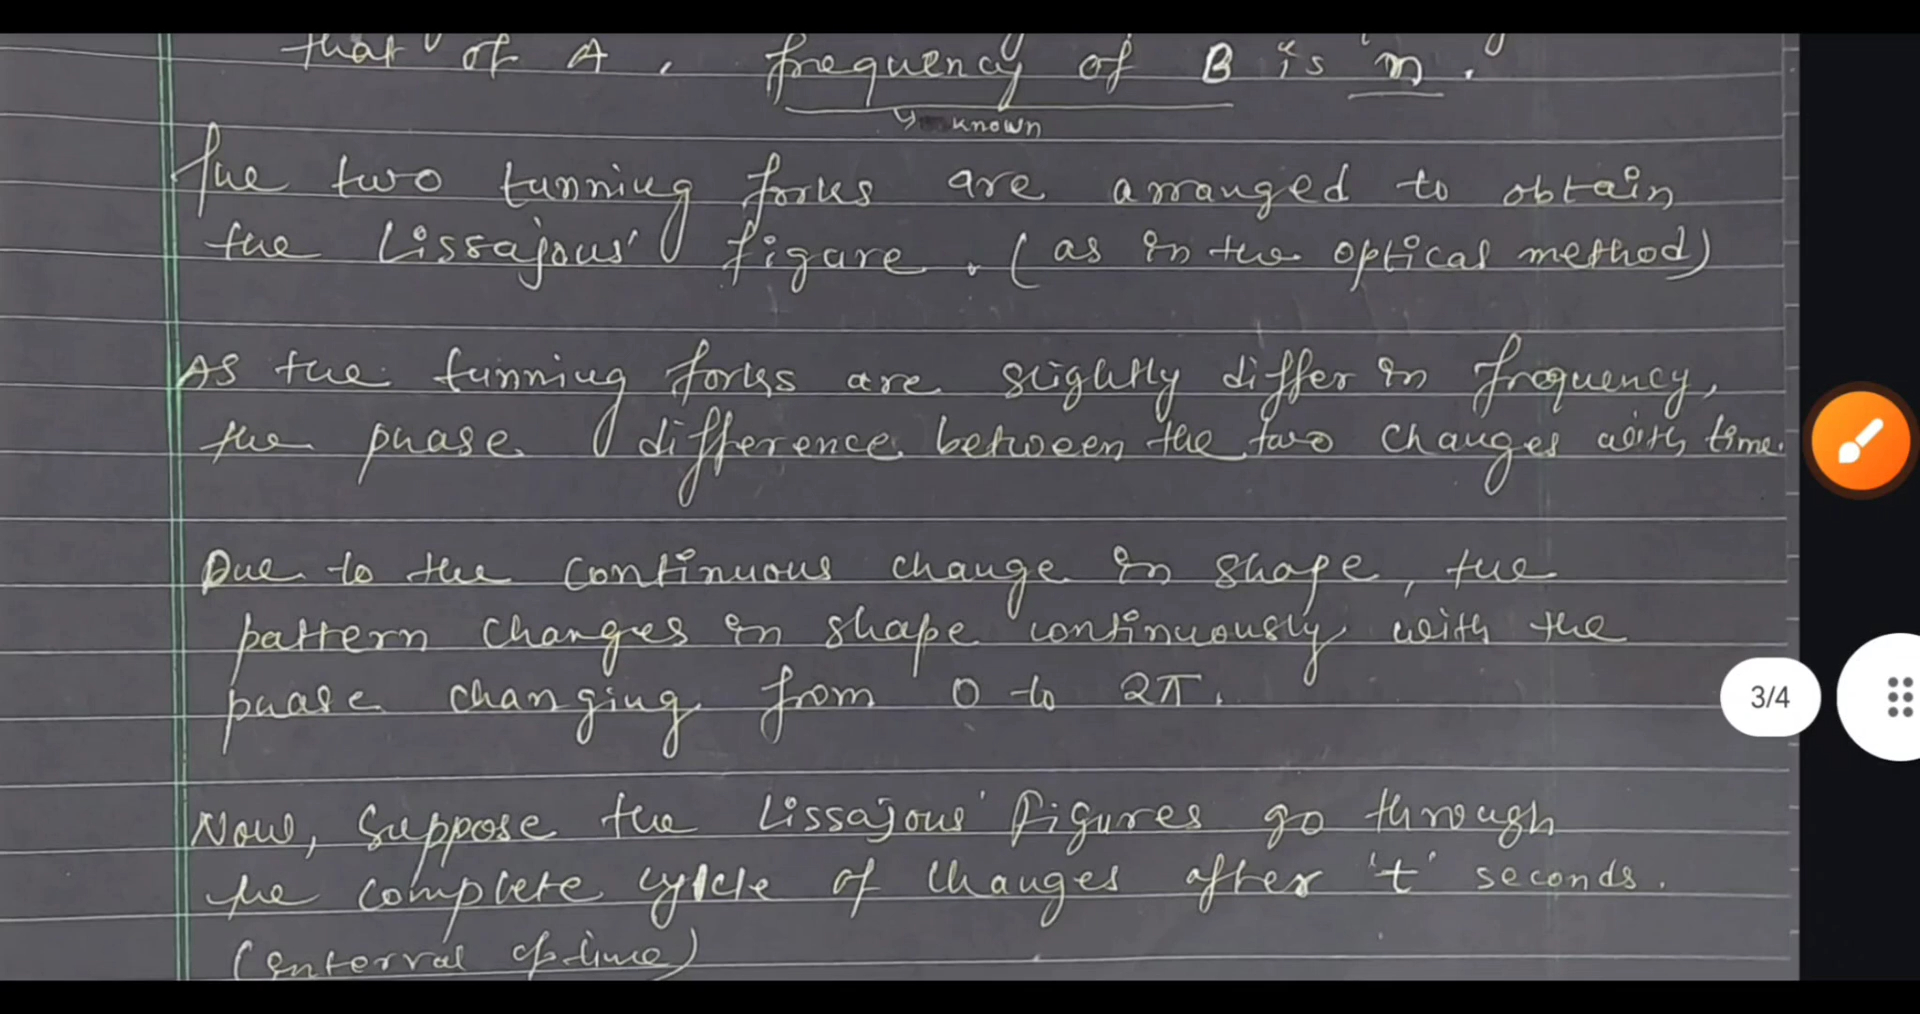 that of A, frequency of B is 'n'.
↳ known
The two tunning forks are arranged to obtain
the Lissajous' figure. (as in the optical method)
As the tunning forks are slightly differ in frequency,
the phase difference between the two changes with time.
Due to the continuous change in shape, the
pattern changes in shape continuously with the
phase changing from 0 to 2π.
3/4
Now, Suppose the Lissajous' figures go through
the complete cycle of changes after 't' seconds.
(interval of time)